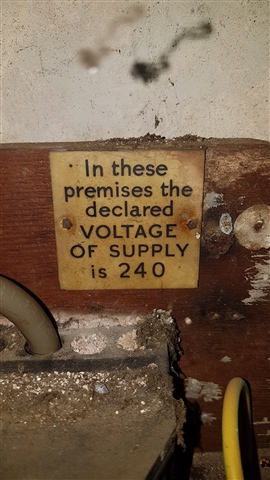 In these
premises the
declared
VOLTAGE
OF SUPPLY
is 240